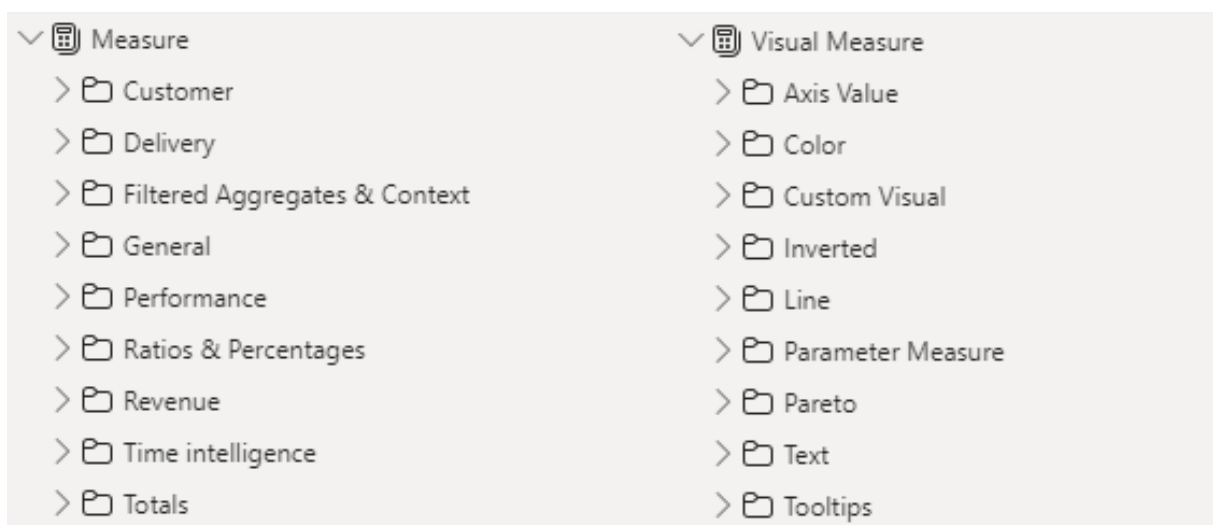 Measure
Customer
Delivery
Filtered Aggregates & Context
General
Performance
Ratios & Percentages
Revenue
Time intelligence
Totals
Visual Measure
Axis Value
Color
Custom Visual
Inverted
Line
Parameter Measure
Pareto
Text
Tooltips